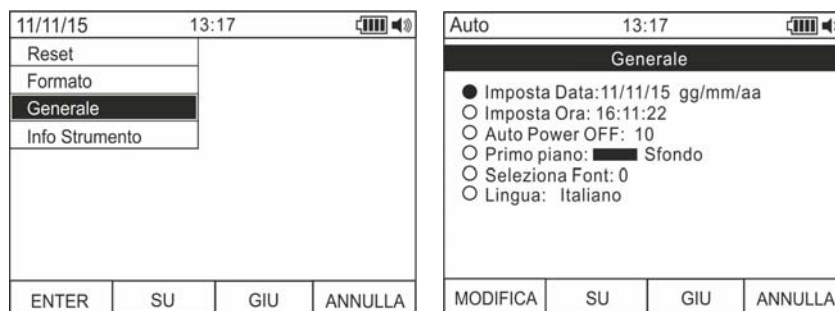 11/11/15 13:17
Reset
Formato
Generale
Info Strumento
ENTER SU GIU ANNULLA
Auto 13:17
Generale
Imposta Data:11/11/15 gg/mm/aa
Imposta Ora: 16:11:22
Auto Power OFF: 10
Primo piano: Sfondo
Seleziona Font: 0
Lingua: Italiano
MODIFICA SU GIU ANNULLA